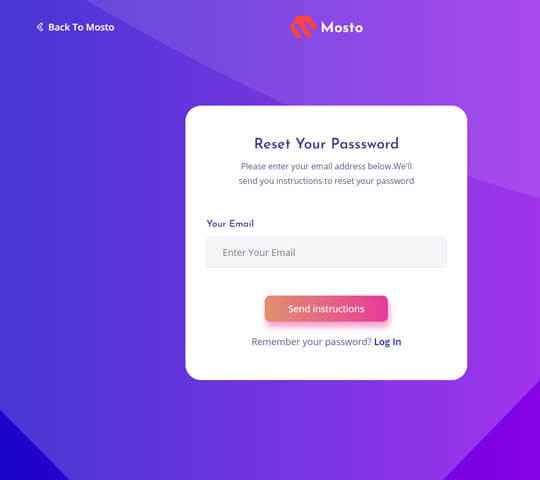 Back To Mosto
Mosto
Reset Your Passsword
Please enter your email address below.We'll
send you instructions to reset your password
Your Email
Enter Your Email
Send instructions
Remember your password? Log In